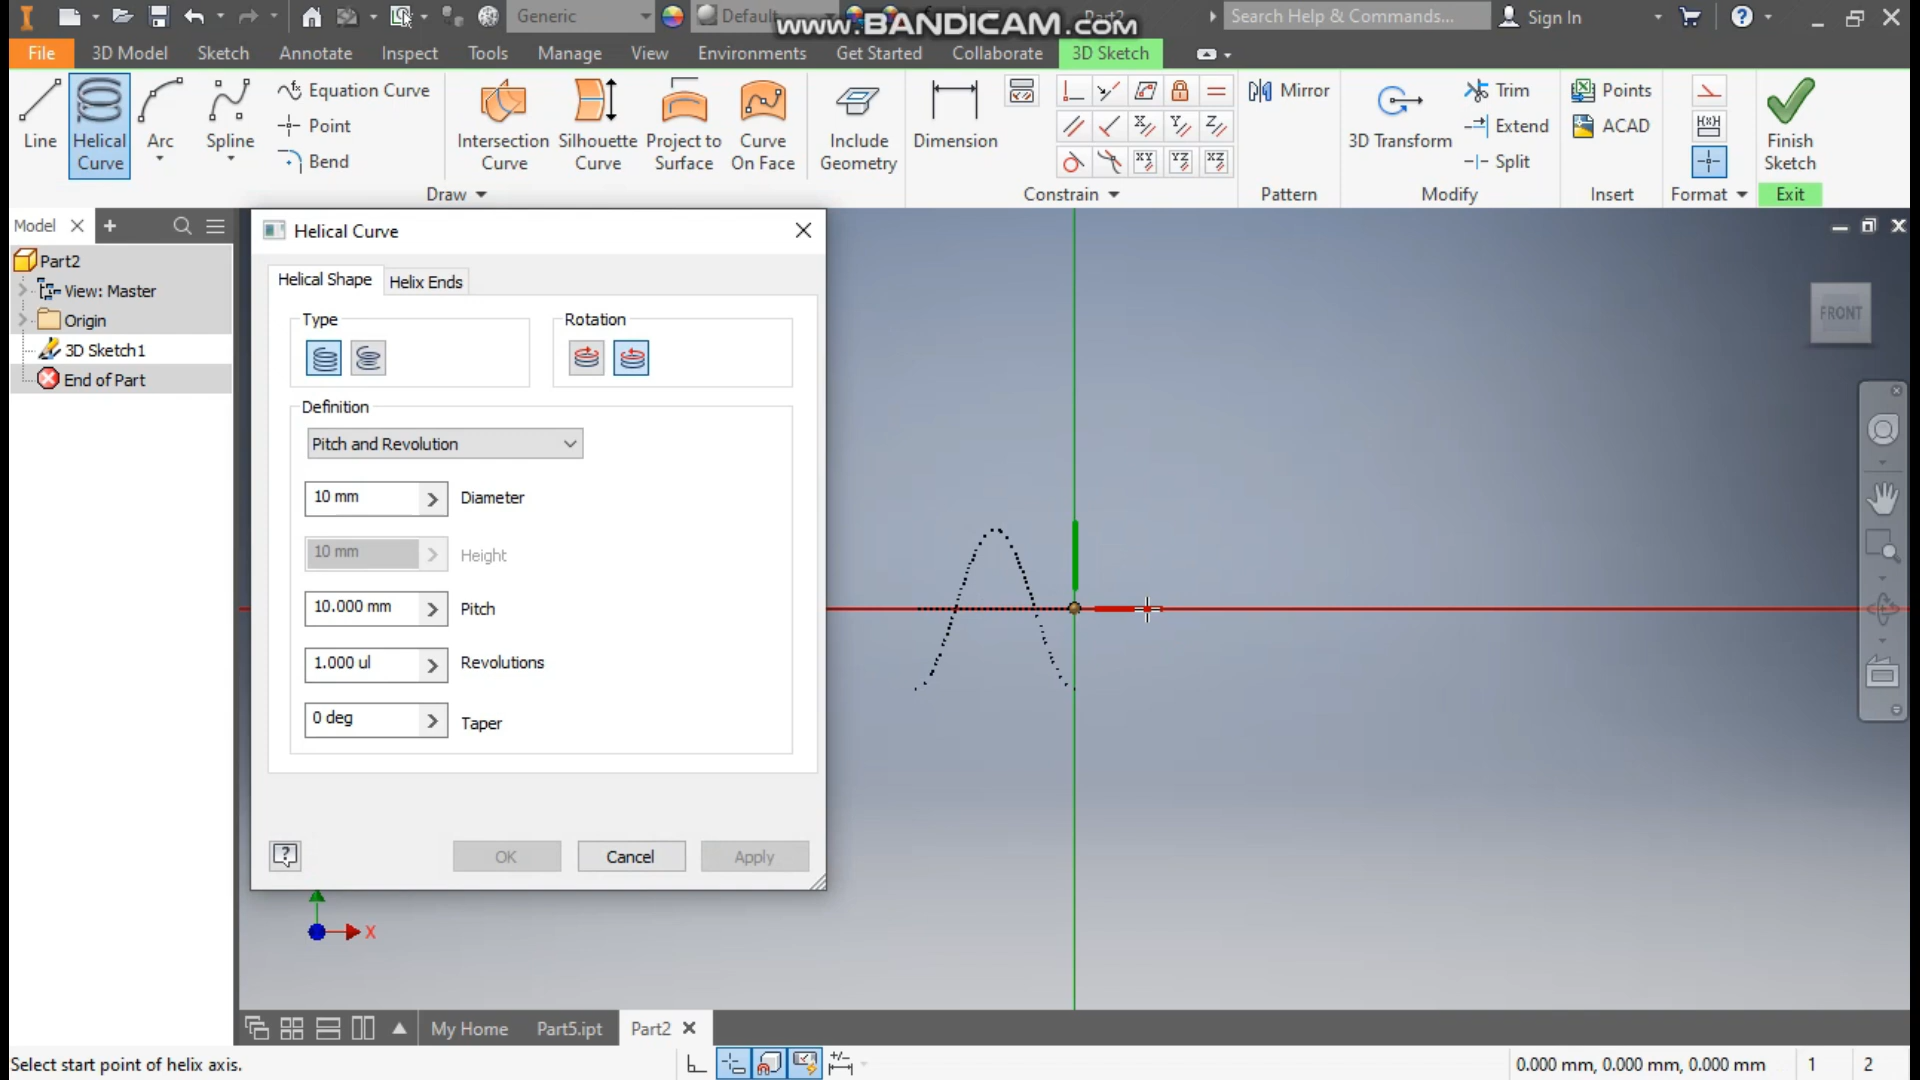 Generic
Default
www.BANDICAM.com
Search Help & Commands...
Sign In
File
3D Model
Sketch
Annotate
Inspect
Tools
Manage
View
Environments
Get Started
Collaborate
3D Sketch
Line
Helical Curve
Arc
Spline
Equation Curve
Point
Bend
Intersection Curve
Silhouette Curve
Project to Surface
Curve On Face
Include Geometry
Dimension
Mirror
3D Transform
Trim
Extend
Split
Points
ACAD
Finish Sketch
Draw
Constrain
Pattern
Modify
Insert
Format
Exit
Model
Part2
View: Master
Origin
3D Sketch1
End of Part
Helical Curve
Helical Shape
Helix Ends
Type
Rotation
Definition
Pitch and Revolution
10 mm
Diameter
10 mm
Height
10.000 mm
Pitch
1.000 ul
Revolutions
0 deg
Taper
OK
Cancel
Apply
FRONT
X
My Home
Part5.ipt
Part2
Select start point of helix axis.
0.000 mm, 0.000 mm, 0.000 mm
1
2